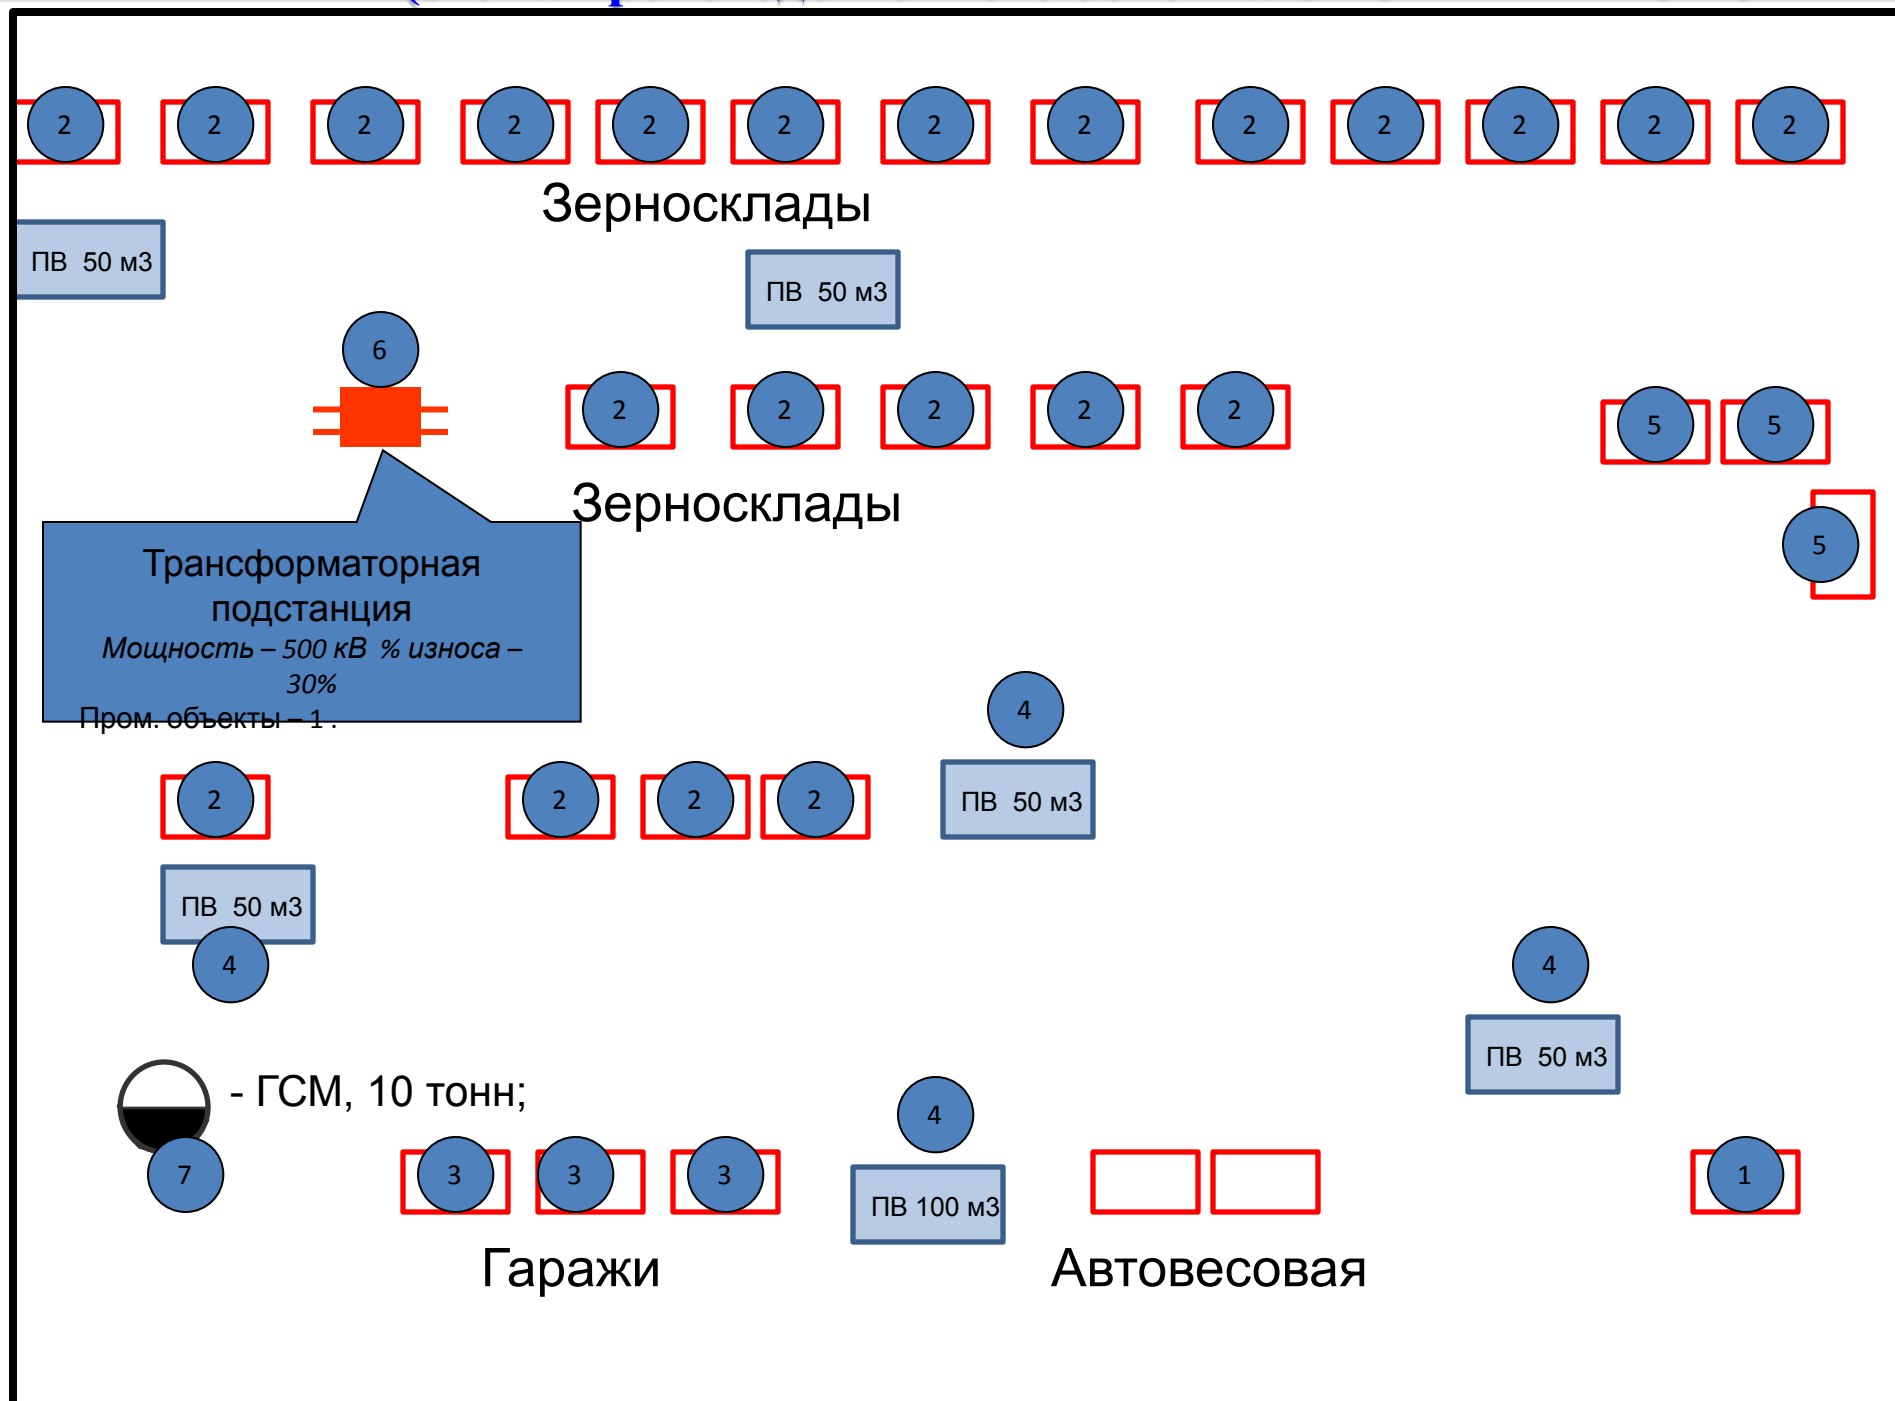 2 2 2 2 2 2 2 2 2 2 2 2 2
Зерносклады
ПВ 50 м3
ПВ 50 м3
6
2 2 2 2 2
5 5
Зерносклады
5
Трансформаторная
подстанция
Мощность – 500 кВ % износа –
30%
Пром. объекты – 1 .
4
2 2 2 2
ПВ 50 м3
ПВ 50 м3
4
4
ПВ 50 м3
- ГСМ, 10 тонн;
4
7
3 3 3
1
ПВ 100 м3
Гаражи
Автовесовая